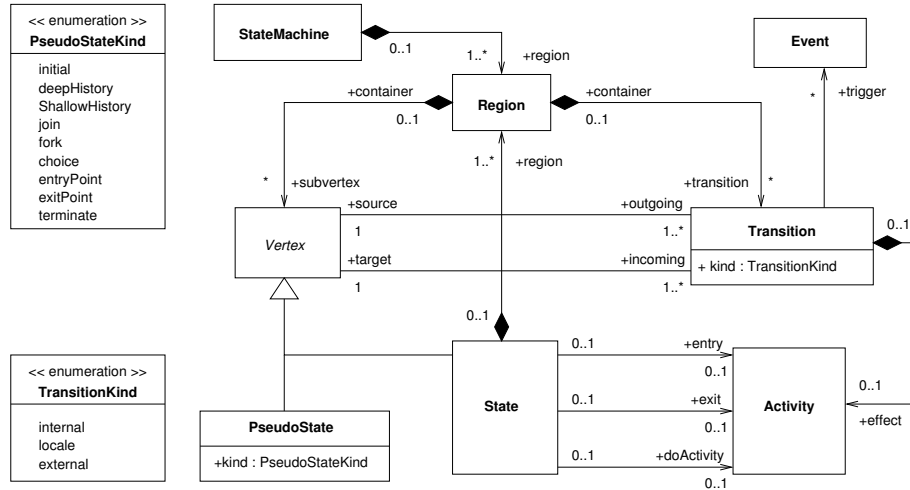 << enumeration >>
PseudoStateKind
initial
deepHistory
ShallowHistory
join
fork
choice
entryPoint
exitPoint
terminate
StateMachine
0..1
1..*
+region
Event
+trigger
*
+container
0..1
Region
+container
0..1
1..*
+region
*
+subvertex
+transition
*
Vertex
+source
1
+outgoing
1..*
+target
1
+incoming
1..*
Transition
+ kind : TransitionKind
0..1
0..1
<< enumeration >>
TransitionKind
internal
locale
external
PseudoState
+kind : PseudoStateKind
State
0..1
+entry
0..1
0..1
+exit
0..1
0..1
+doActivity
0..1
Activity
0..1
+effect